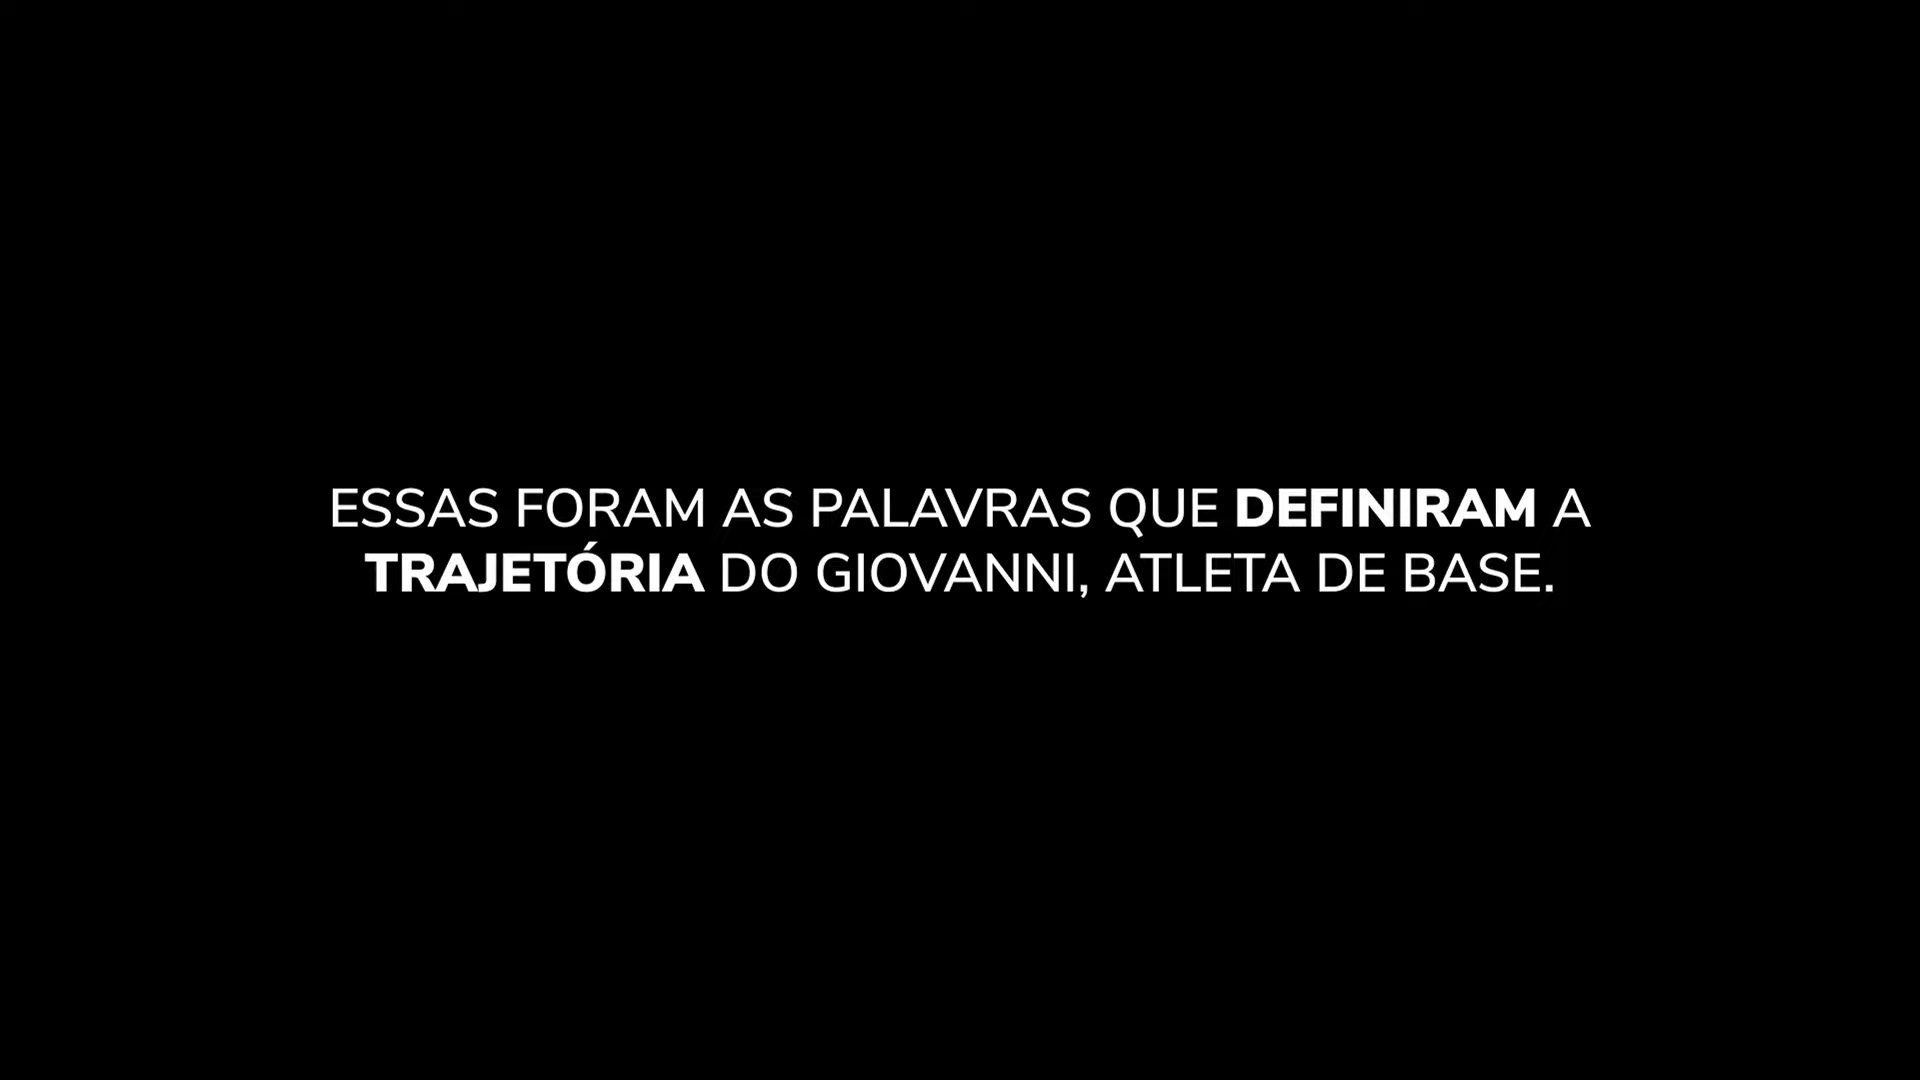 ESSAS FORAM AS PALAVRAS QUE DEFINIRAM A
TRAJETÓRIA DO GIOVANNI, ATLETA DE BASE.